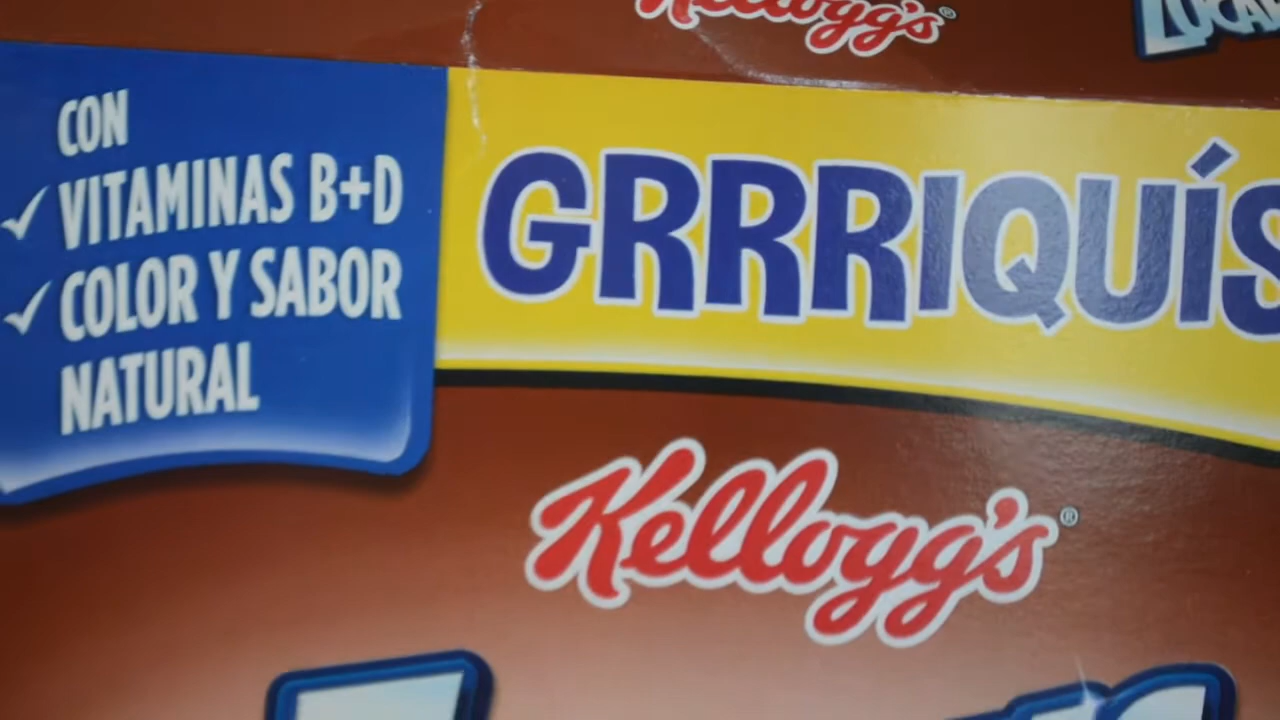 Kellogg's®
CON
✓ VITAMINAS B+D
✓ COLOR Y SABOR
NATURAL
GRRRIQUÍS
Kellogg's®